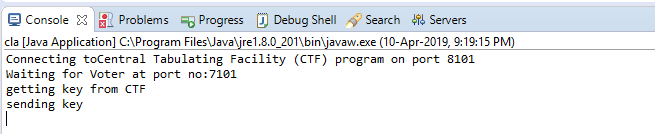 Console Problems Progress Debug Shell Search Servers
cla [Java Application] C:\Program Files\Java\jre1.8.0_201\bin\javaw.exe (10-Apr-2019, 9:19:15 PM)
Connecting toCentral Tabulating Facility (CTF) program on port 8101
Waiting for Voter at port no:7101
getting key from CTF
sending key